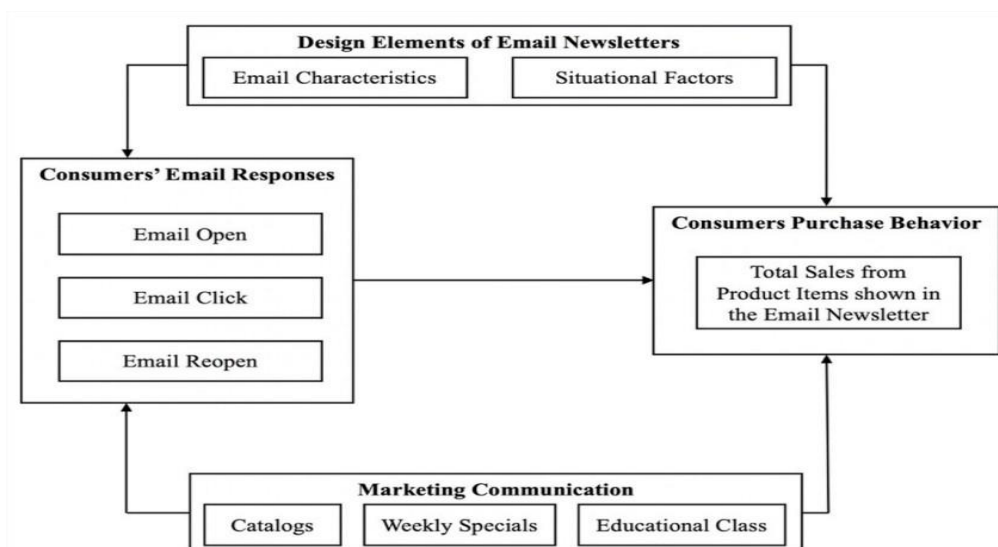 Design Elements of Email Newsletters
Email Characteristics
Situational Factors
Consumers’ Email Responses
Email Open
Email Click
Email Reopen
Consumers Purchase Behavior
Total Sales from
Product Items shown in
the Email Newsletter
Marketing Communication
Catalogs
Weekly Specials
Educational Class